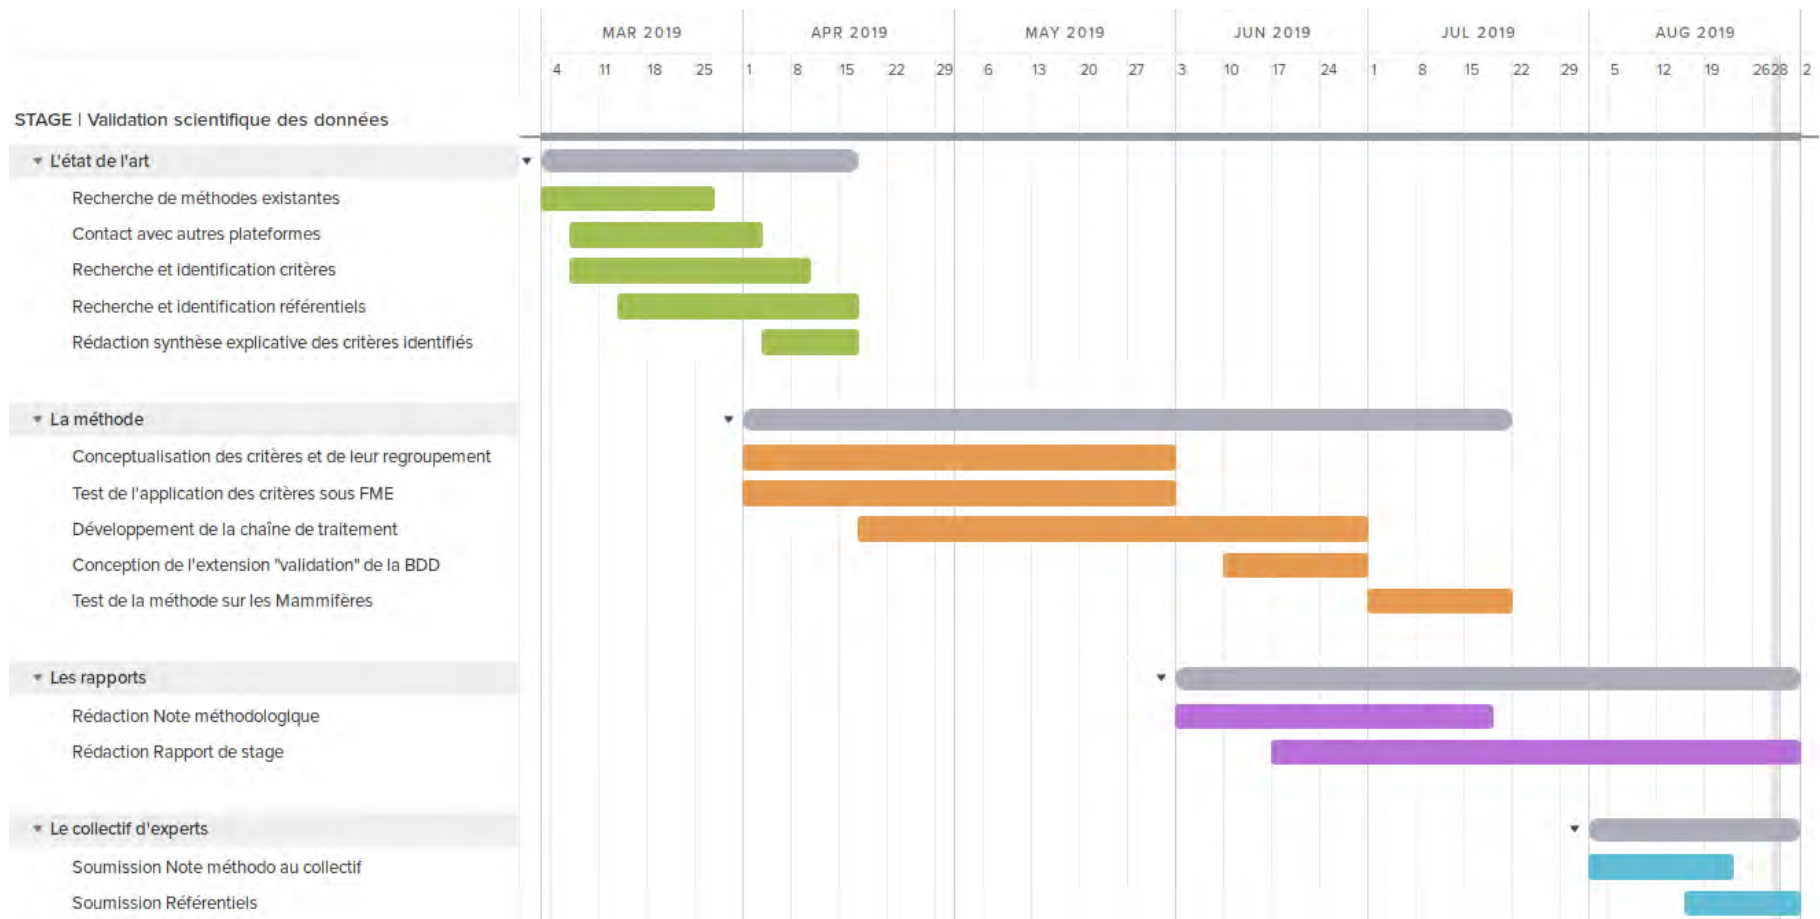 MAR 2019 APR 2019 MAY 2019 JUN 2019 JUL 2019 AUG 2019
4 11 18 25 1 8 15 22 29 6 13 20 27 3 10 17 24 1 8 15 22 29 5 12 19 26 28 2
STAGE | Validation scientifique des données
L'état de l'art
Recherche de méthodes existantes
Contact avec autres plateformes
Recherche et identification critères
Recherche et identification référentiels
Rédaction synthèse explicative des critères identifiés
La méthode
Conceptualisation des critères et de leur regroupement
Test de l'application des critères sous FME
Développement de la chaîne de traitement
Conception de l'extension "validation" de la BDD
Test de la méthode sur les Mammifères
Les rapports
Rédaction Note méthodologique
Rédaction Rapport de stage
Le collectif d'experts
Soumission Note méthodo au collectif
Soumission Référentiels